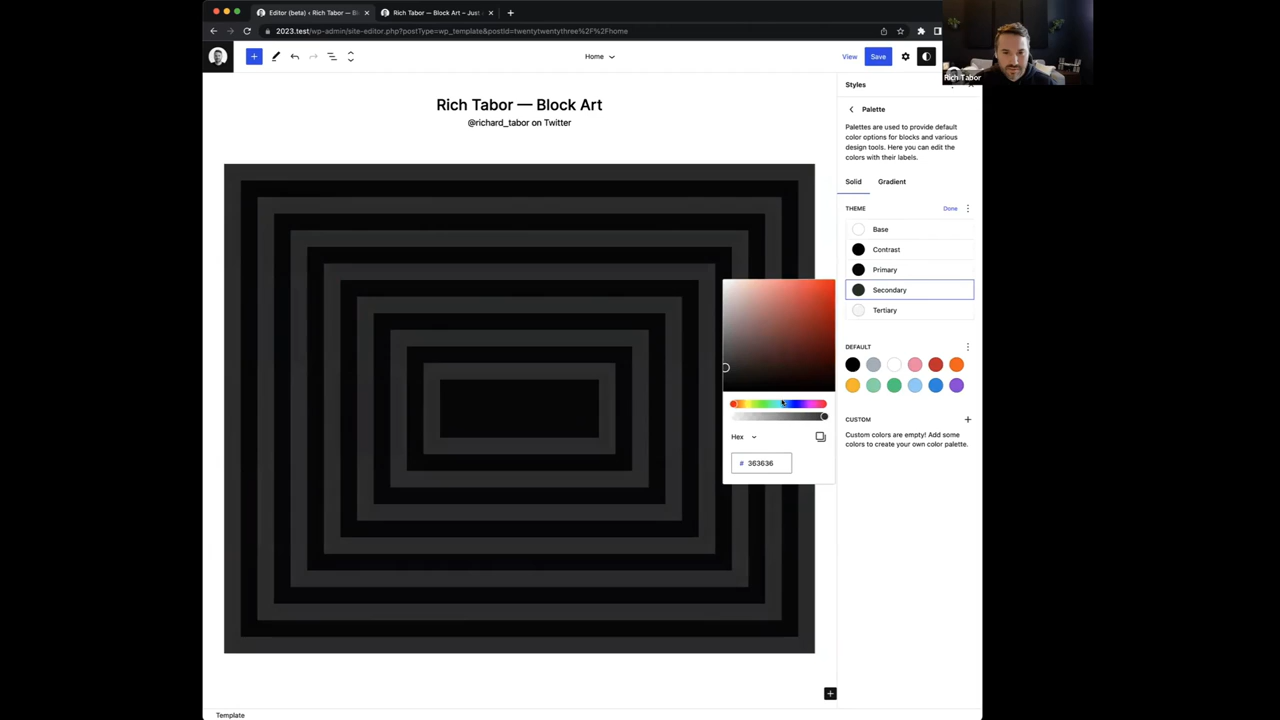 Editor (beta) ‹ Rich Tabor — Bl
Rich Tabor — Block Art – Just
2023.test/wp-admin/site-editor.php?postType=wp_template&postId=twentytwentythree%2F%2Fhome
Home
View
Save
Rich Tabor
Styles
Palette
Palettes are used to provide default
color options for blocks and various
design tools. Here you can edit the
colors with their labels.
Solid
Gradient
THEME
Done
Base
Contrast
Primary
Secondary
Tertiary
DEFAULT
CUSTOM
Custom colors are empty! Add some
colors to create your own color palette.
Rich Tabor — Block Art
@richard_tabor on Twitter
Hex
# 363636
Template